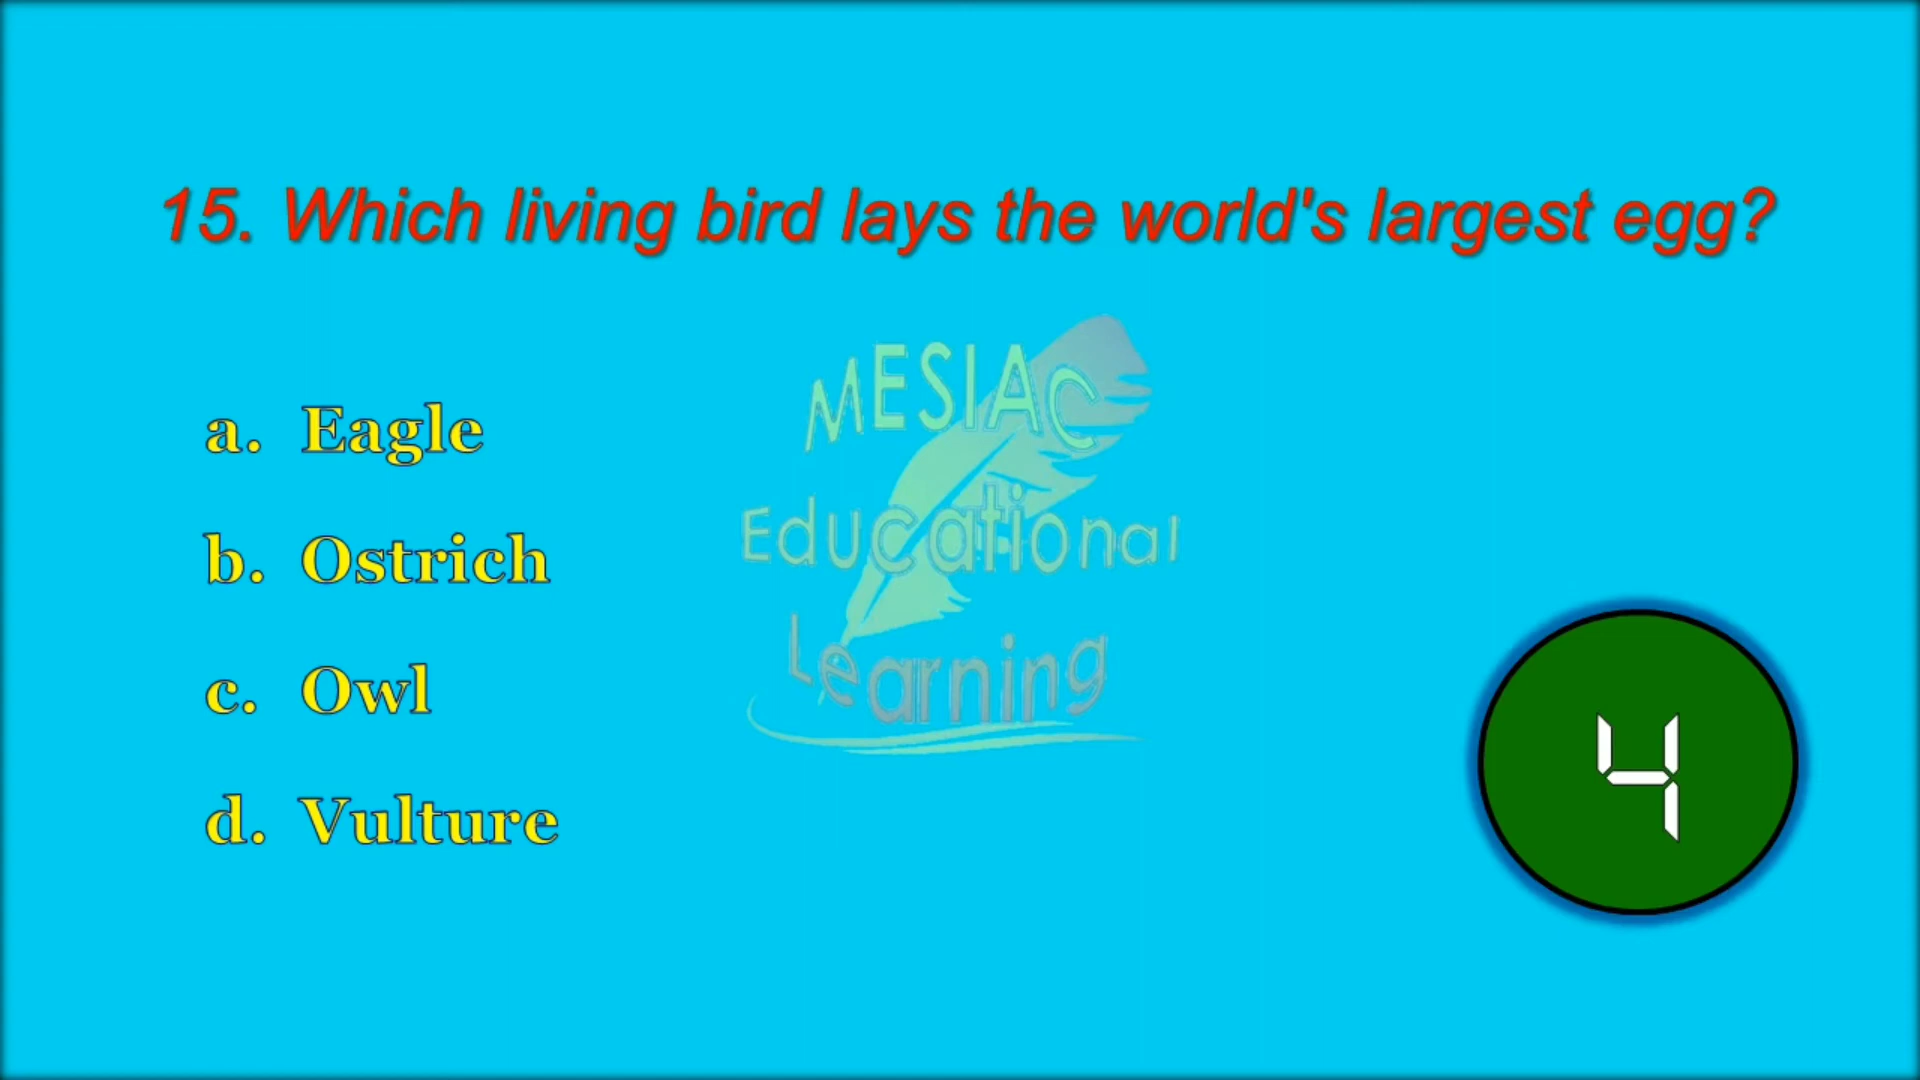 15. Which living bird lays the world's largest egg?
MESIAC
a. Eagle
Educational
b. Ostrich
Learning
c. Owl
4
d. Vulture